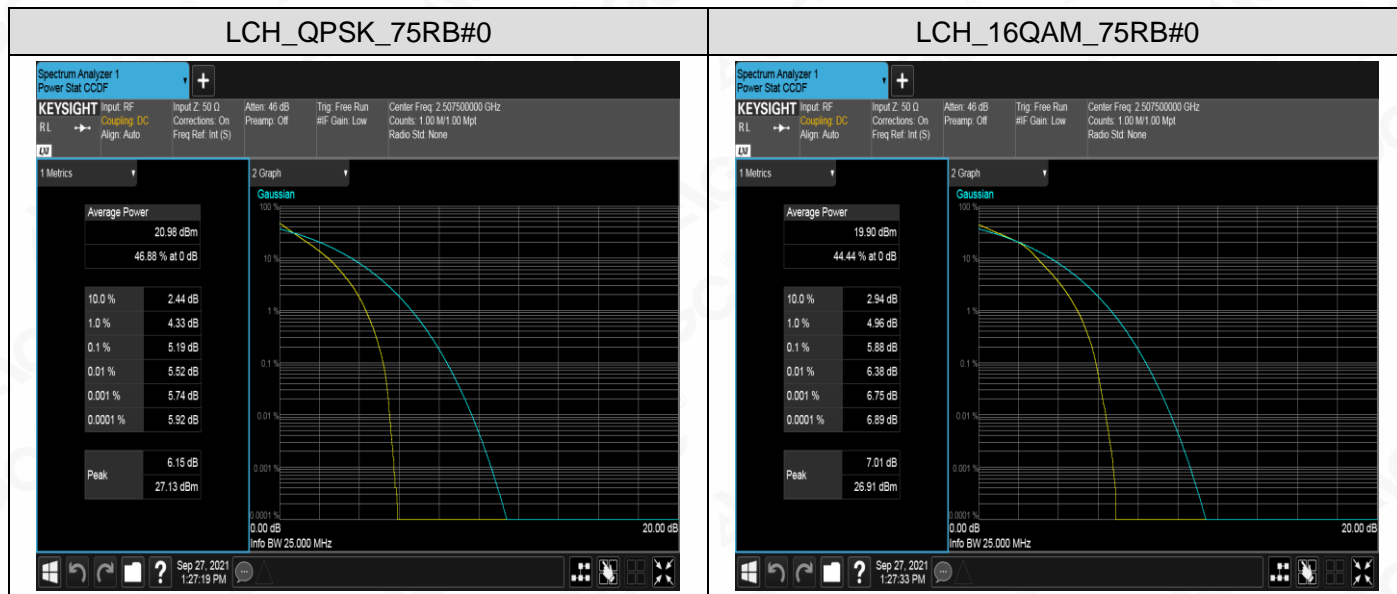 LCH_QPSK_75RB#0
Spectrum Analyzer 1
Power Stat CCDF
+
KEYSIGHT
Input: RF
Coupling: DC
Align: Auto
Input Z: 50 Ω
Corrections: On
Freq Ref: Int (S)
Atten: 46 dB
Preamp: Off
Trig: Free Run
#IF Gain: Low
Center Freq: 2.507500000 GHz
Counts: 1.00 M/1.00 Mpt
Radio Std: None
R L
LXI
1 Metrics
Average Power
20.98 dBm
46.88 % at 0 dB
10.0 % 2.44 dB
1.0 % 4.33 dB
0.1 % 5.19 dB
0.01 % 5.52 dB
0.001 % 5.74 dB
0.0001 % 5.92 dB
Peak
6.15 dB
27.13 dBm
2 Graph
Gaussian
100 %
10 %
1 %
0.1 %
0.01 %
0.001 %
0.0001 %
0.00 dB
20.00 dB
Info BW 25.000 MHz
?
Sep 27, 2021
1:27:19 PM
LCH_16QAM_75RB#0
Spectrum Analyzer 1
Power Stat CCDF
+
KEYSIGHT
Input: RF
Coupling: DC
Align: Auto
Input Z: 50 Ω
Corrections: On
Freq Ref: Int (S)
Atten: 46 dB
Preamp: Off
Trig: Free Run
#IF Gain: Low
Center Freq: 2.507500000 GHz
Counts: 1.00 M/1.00 Mpt
Radio Std: None
R L
LXI
1 Metrics
Average Power
19.90 dBm
44.44 % at 0 dB
10.0 % 2.94 dB
1.0 % 4.96 dB
0.1 % 5.88 dB
0.01 % 6.38 dB
0.001 % 6.75 dB
0.0001 % 6.89 dB
Peak
7.01 dB
26.91 dBm
2 Graph
Gaussian
100 %
10 %
1 %
0.1 %
0.01 %
0.001 %
0.0001 %
0.00 dB
20.00 dB
Info BW 25.000 MHz
?
Sep 27, 2021
1:27:33 PM